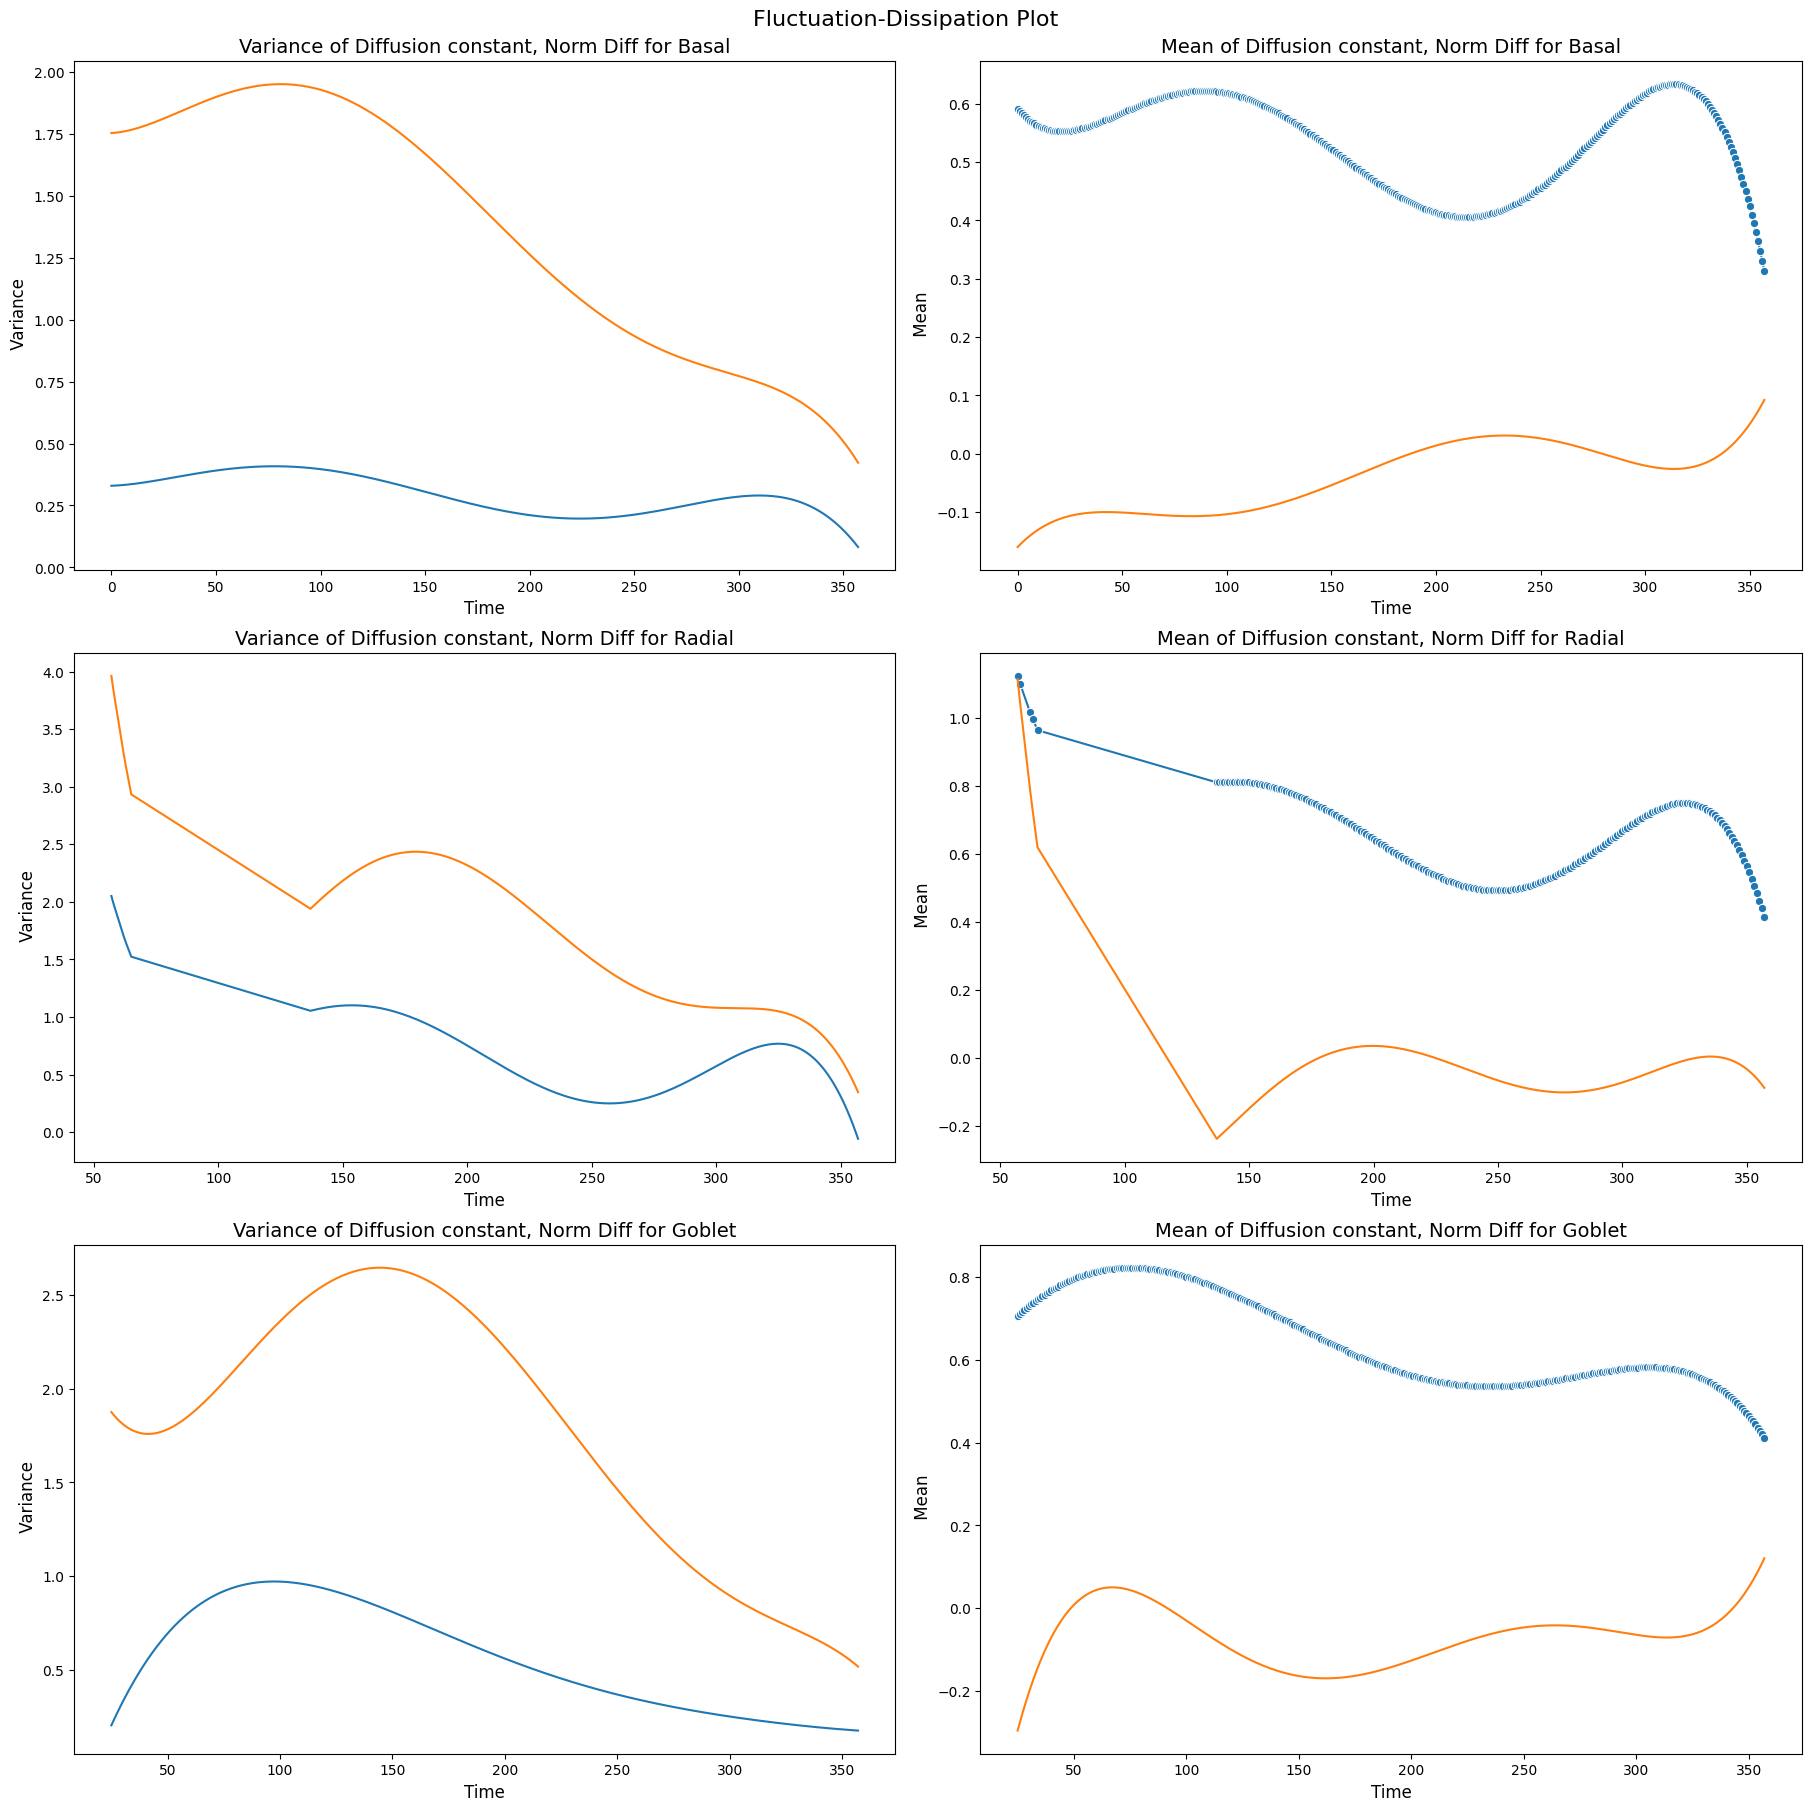 Fluctuation-Dissipation Plot
Variance of Diffusion constant, Norm Diff for Basal
2.00
1.75
1.50
1.25
1.00
0.75
0.50
0.25
0.00
Variance
0 50 100 150 200 250 300 350
Time
Mean of Diffusion constant, Norm Diff for Basal
0.6
0.5
0.4
0.3
0.2
0.1
0.0
−0.1
Mean
0 50 100 150 200 250 300 350
Time
Variance of Diffusion constant, Norm Diff for Radial
4.0
3.5
3.0
2.5
2.0
1.5
1.0
0.5
0.0
Variance
50 100 150 200 250 300 350
Time
Mean of Diffusion constant, Norm Diff for Radial
1.0
0.8
0.6
0.4
0.2
0.0
−0.2
Mean
50 100 150 200 250 300 350
Time
Variance of Diffusion constant, Norm Diff for Goblet
2.5
2.0
1.5
1.0
0.5
Variance
50 100 150 200 250 300 350
Time
Mean of Diffusion constant, Norm Diff for Goblet
0.8
0.6
0.4
0.2
0.0
−0.2
Mean
50 100 150 200 250 300 350
Time